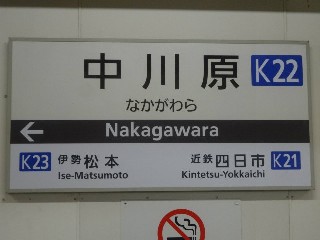 中川原 K22
なかがわら
← Nakagawara
K23 伊勢松本 近鉄四日市 K21
Ise-Matsumoto Kintetsu-Yokkaichi